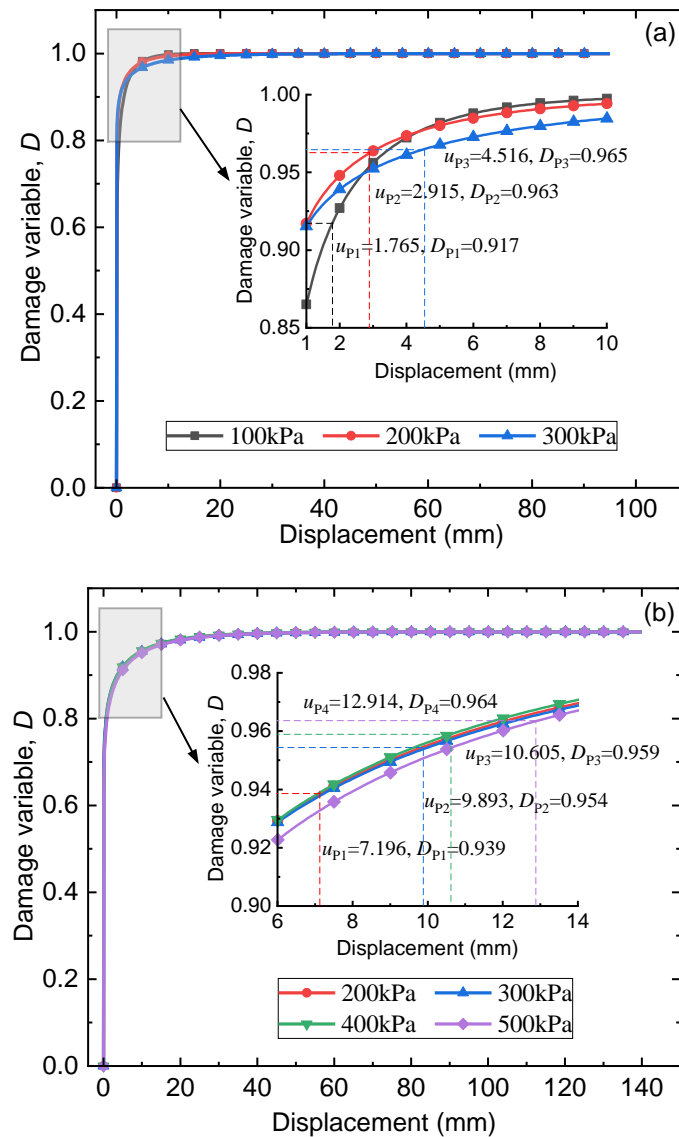 (a)
Damage variable, D
1.0
0.8
0.6
0.4
0.2
0.0
0 20 40 60 80 100
Displacement (mm)
Damage variable, D
1.00
0.95
0.90
0.85
1 2 4 6 8 10
Displacement (mm)
uP3=4.516, DP3=0.965
uP2=2.915, DP2=0.963
uP1=1.765, DP1=0.917
100kPa 200kPa 300kPa
(b)
Damage variable, D
1.0
0.8
0.6
0.4
0.2
0.0
0 20 40 60 80 100 120 140
Displacement (mm)
Damage variable, D
0.98
0.96
0.94
0.92
0.90
6 8 10 12 14
Displacement (mm)
uP4=12.914, DP4=0.964
uP3=10.605, DP3=0.959
uP2=9.893, DP2=0.954
uP1=7.196, DP1=0.939
200kPa 300kPa
400kPa 500kPa